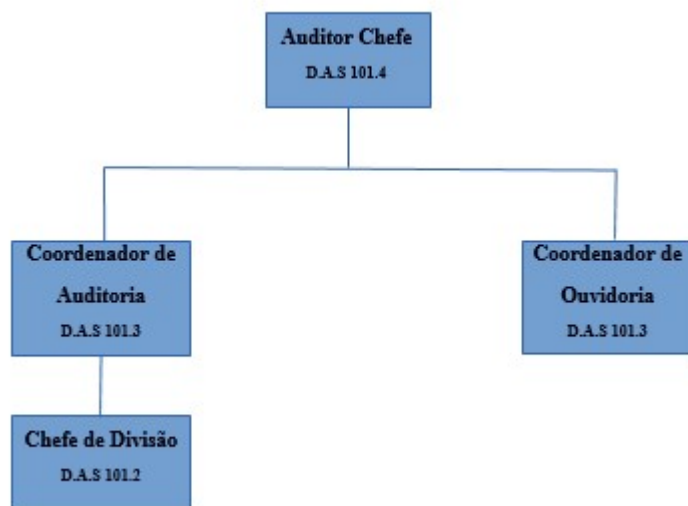 Auditor Chefe
D.A.S 101.4
Coordenador de
Auditoria
D.A.S 101.3
Coordenador de
Ouvidoria
D.A.S 101.3
Chefe de Divisão
D.A.S 101.2